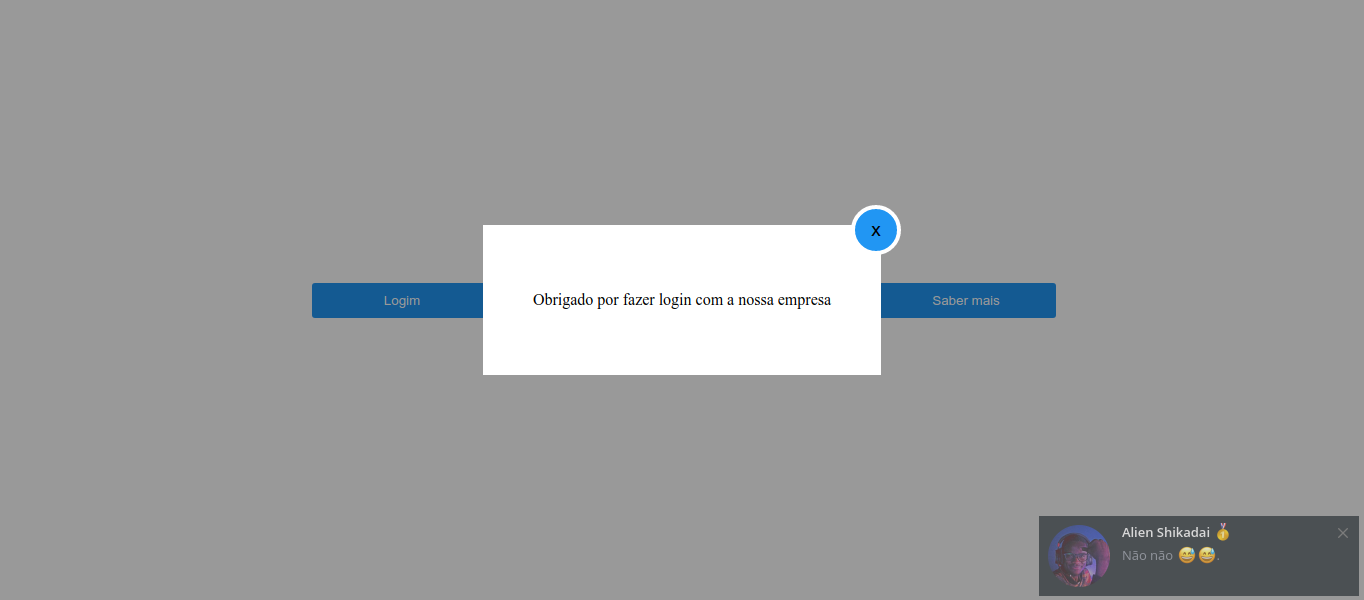 X
Logim
Obrigado por fazer login com a nossa empresa
Saber mais
Alien Shikadai 🏅
Não não 😅😅.